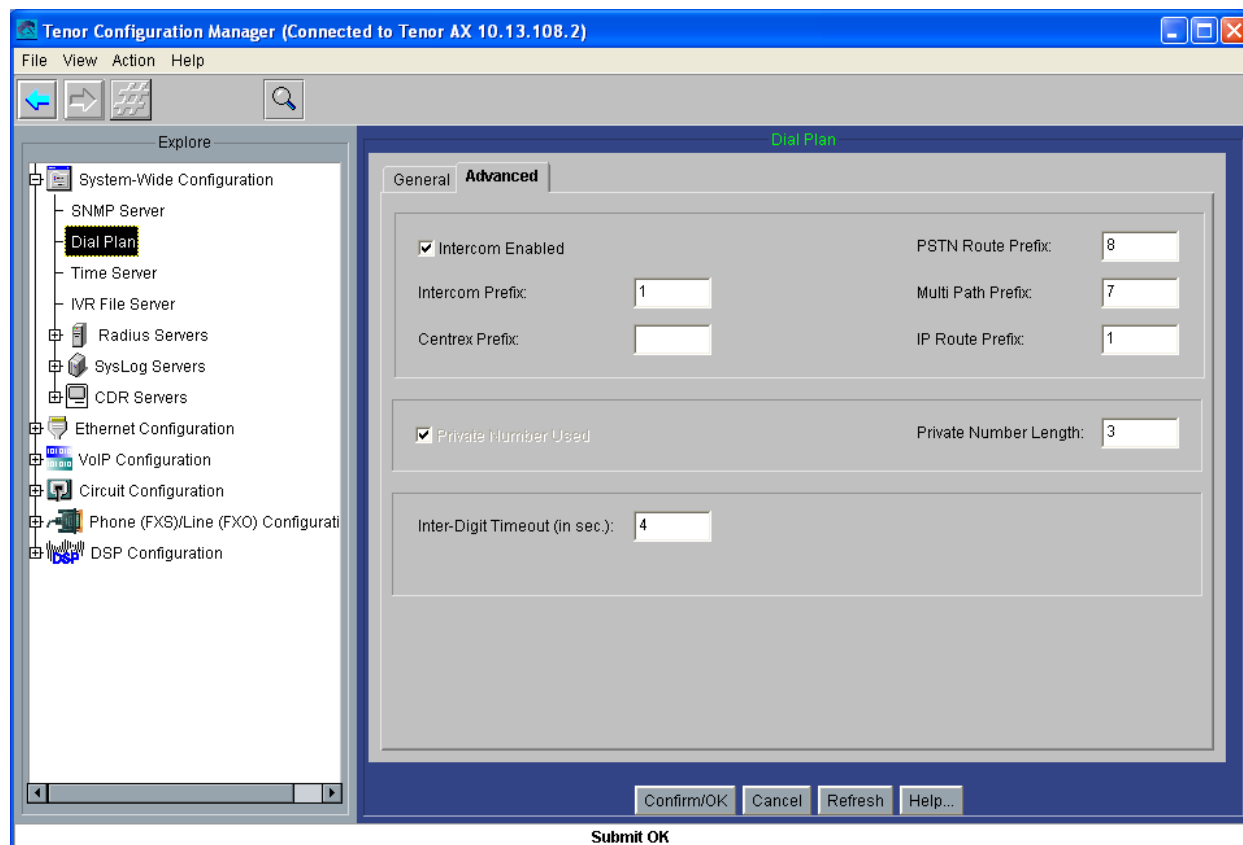 Tenor Configuration Manager (Connected to Tenor AX 10.13.108.2)
File View Action Help
Explore
System-Wide Configuration
SNMP Server
Dial Plan
Time Server
IVR File Server
Radius Servers
SysLog Servers
CDR Servers
Ethernet Configuration
VoIP Configuration
Circuit Configuration
Phone (FXS)/Line (FXO) Configurati
DSP Configuration
Dial Plan
General Advanced
Intercom Enabled PSTN Route Prefix: 8
Intercom Prefix: 1 Multi Path Prefix: 7
Centrex Prefix: IP Route Prefix: 1
Private Number Used Private Number Length: 3
Inter-Digit Timeout (in sec.): 4
Confirm/OK Cancel Refresh Help...
Submit OK